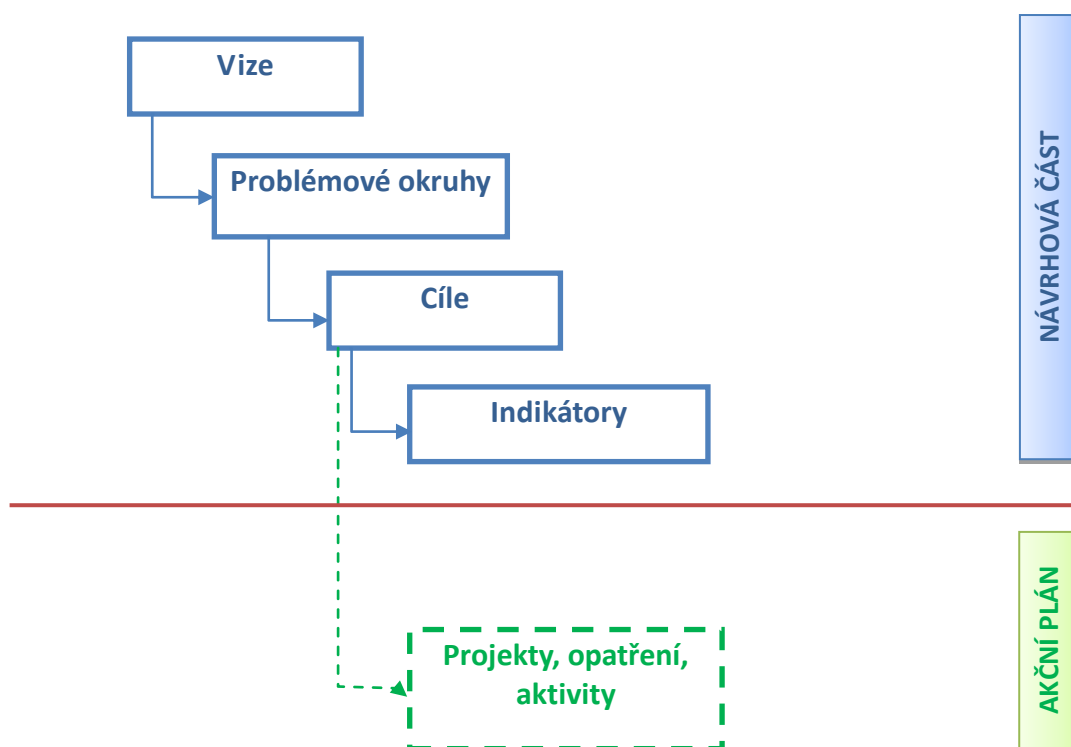 Vize
Problémové okruhy
Cíle
Indikátory
NÁVRHOVÁ ČÁST
Projekty, opatření,
aktivity
AKČNÍ PLÁN